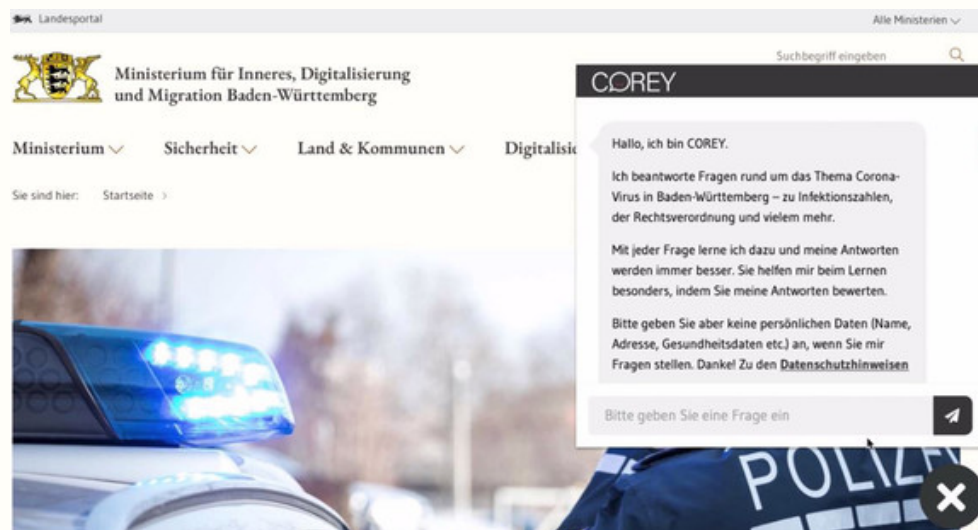 Landesportal
Alle Ministerien
Suchbegriff eingeben
Ministerium für Inneres, Digitalisierung
und Migration Baden-Württemberg
COREY
Ministerium
Sicherheit
Land & Kommunen
Sie sind hier:
Startseite >
Hallo, ich bin COREY.
Ich beantworte Fragen rund um das Thema Corona-
Virus in Baden-Württemberg – zu Infektionszahlen,
der Rechtsverordnung und vielem mehr.
Mit jeder Frage lerne ich dazu und meine Antworten
werden immer besser. Sie helfen mir beim Lernen
besonders, indem Sie meine Antworten bewerten.
Bitte geben Sie aber keine persönlichen Daten (Name,
Adresse, Gesundheitsdaten etc.) an, wenn Sie mir
Fragen stellen. Danke! Zu den Datenschutzhinweisen
Bitte geben Sie eine Frage ein
POLIZEI